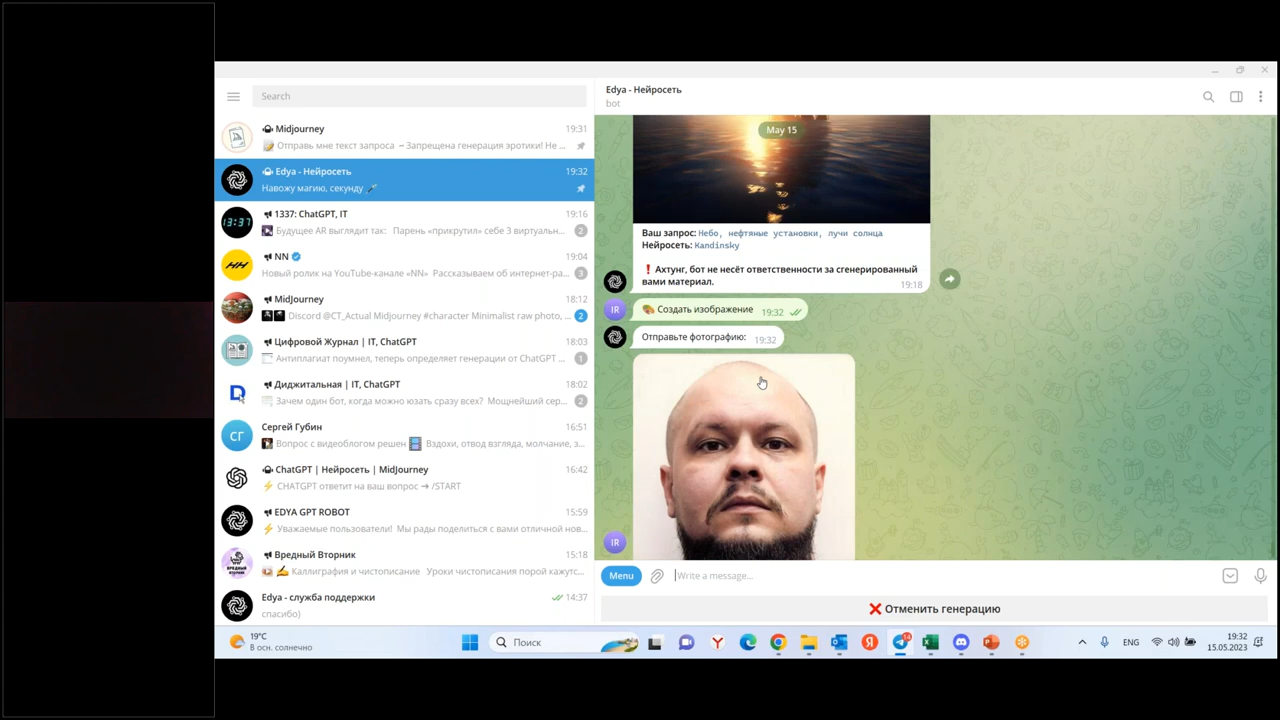 Search
Midjourney 19:31
Отправь мне текст запроса – Запрещена генерация эротики! Не ...
Edya - Нейросеть 19:32
Навожу магию, секунду
1337: ChatGPT, IT 19:16
Будущее AR выглядит так: Парень «прикрутил» себе 3 виртуальн... 2
NN 19:04
Новый ролик на YouTube-канале «NN» Рассказываем об интернет-ра... 3
MidJourney 18:12
Discord @CT_Actual Midjourney #character Minimalist raw photo, ... 2
Цифровой Журнал | IT, ChatGPT 18:03
Антиплагиат поумнел, теперь определяет генерации от ChatGPT ... 1
Диджитальная | IT, ChatGPT 18:02
Зачем один бот, когда можно юзать сразу всех? Мощнейший сер... 2
СГ
Сергей Губин 16:51
Вопрос с видеоблогом решен Вздохи, отвод взгляда, молчание, з...
ChatGPT | Нейросеть | MidJourney 16:42
CHATGPT ответит на ваш вопрос → /START
EDYA GPT ROBOT 15:59
Уважаемые пользователи! Мы рады поделиться с вами отличной нов...
Вредный Вторник 15:18
Каллиграфия и чистописание Уроки чистописания порой кажутс...
Edya - служба поддержки 14:37
спасибо)
Edya - Нейросеть
bot
May 15
Ваш запрос: Небо, нефтяные установки, лучи солнца
Нейросеть: Kandinsky
Ахтунг, бот не несёт ответственности за сгенерированный
вами материал.
19:18
IR
Создать изображение 19:32
Отправьте фотографию: 19:32
IR
Menu
Write a message...
Отменить генерацию
19°C
В осн. солнечно
Поиск
ENG
19:32
15.05.2023